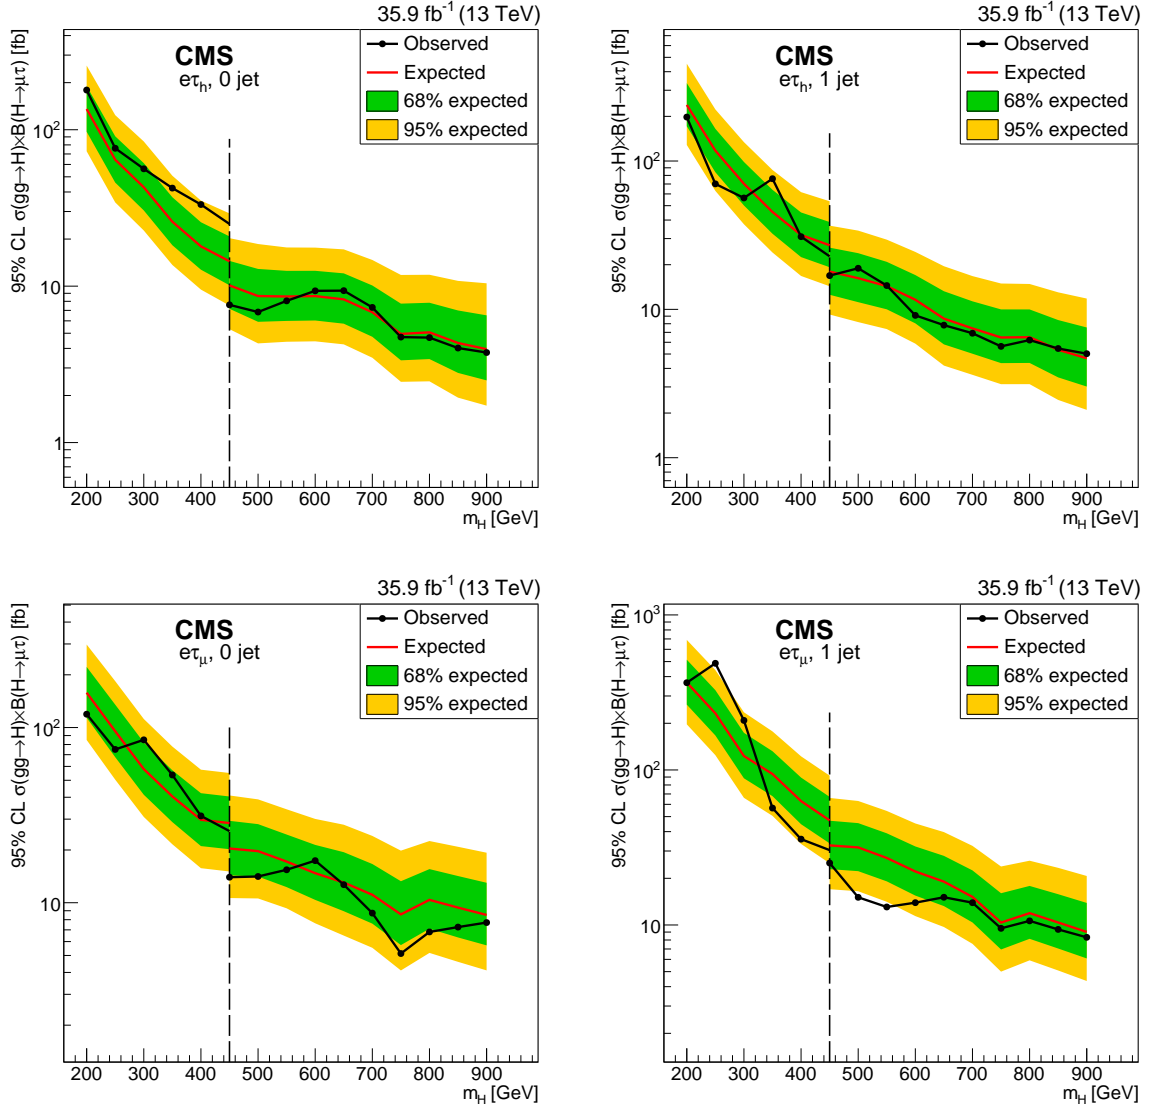 35.9 fb⁻¹ (13 TeV)
95% CL σ(gg→H)×B(H→μτ) [fb]
CMS
eτₕ, 0 jet
Observed
Expected
68% expected
95% expected
10²
10
1
200 300 400 500 600 700 800 900
m_H [GeV]
35.9 fb⁻¹ (13 TeV)
95% CL σ(gg→H)×B(H→μτ) [fb]
CMS
eτₕ, 1 jet
Observed
Expected
68% expected
95% expected
10²
10
1
200 300 400 500 600 700 800 900
m_H [GeV]
35.9 fb⁻¹ (13 TeV)
95% CL σ(gg→H)×B(H→μτ) [fb]
CMS
eτ_μ, 0 jet
Observed
Expected
68% expected
95% expected
10²
10
200 300 400 500 600 700 800 900
m_H [GeV]
35.9 fb⁻¹ (13 TeV)
95% CL σ(gg→H)×B(H→μτ) [fb]
CMS
eτ_μ, 1 jet
Observed
Expected
68% expected
95% expected
10³
10²
10
200 300 400 500 600 700 800 900
m_H [GeV]